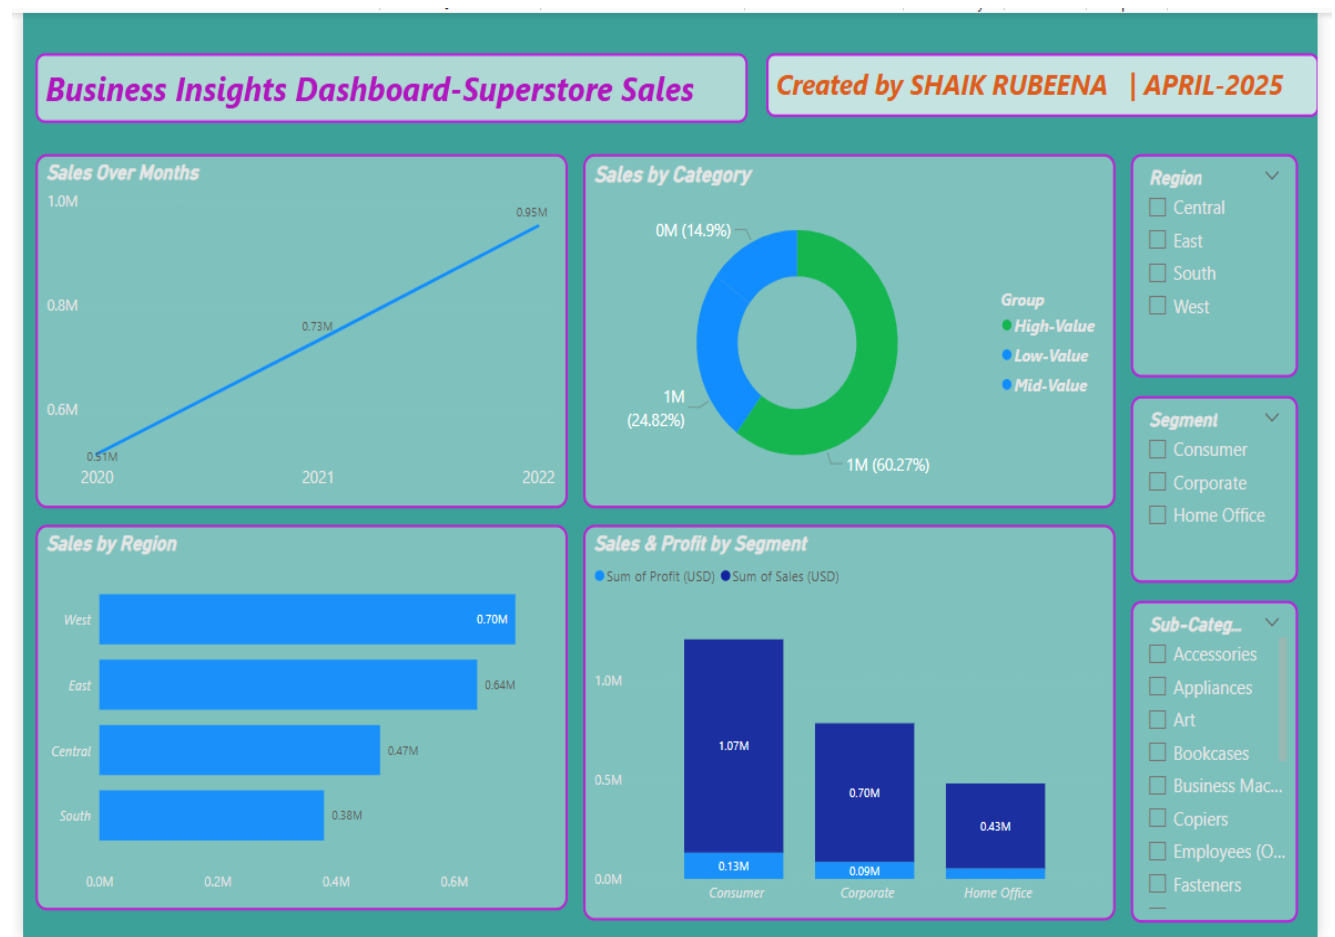 Business Insights Dashboard-Superstore Sales
Created by SHAIK RUBEENA | APRIL-2025
Sales Over Months
1.0M
0.95M
0.8M
0.73M
0.6M
0.51M
2020 2021 2022
Sales by Category
0M (14.9%)
1M
(24.82%)
1M (60.27%)
Group
High-Value
Low-Value
Mid-Value
Region
Central
East
South
West
Segment
Consumer
Corporate
Home Office
Sales by Region
West 0.70M
East 0.64M
Central 0.47M
South 0.38M
0.0M 0.2M 0.4M 0.6M
Sales & Profit by Segment
Sum of Profit (USD) Sum of Sales (USD)
1.0M
1.07M
0.5M
0.70M
0.43M
0.13M
0.09M
0.0M
Consumer Corporate Home Office
Sub-Categ...
Accessories
Appliances
Art
Bookcases
Business Mac...
Copiers
Employees (O...
Fasteners